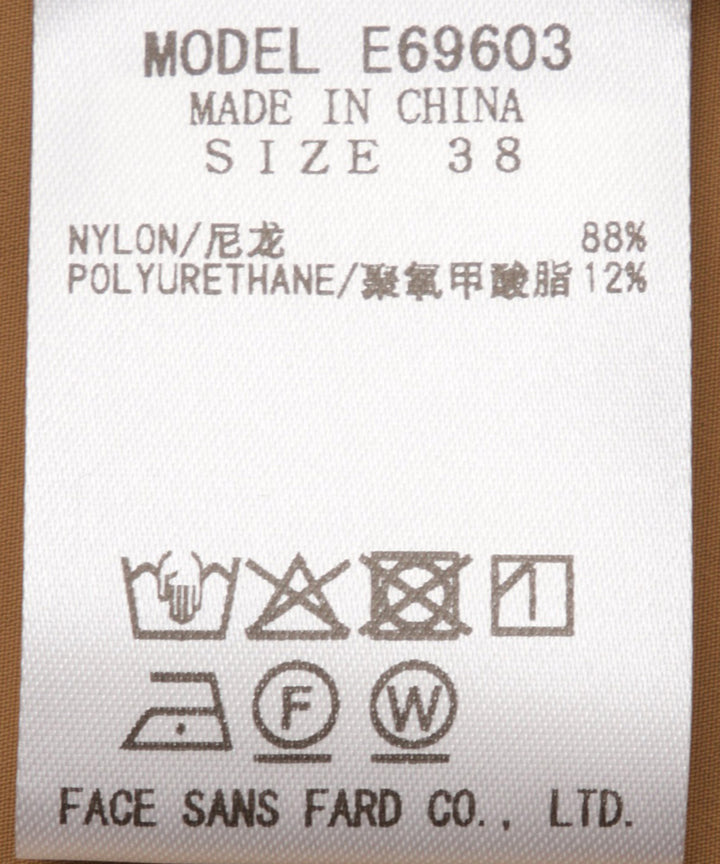 MODEL E69603
MADE IN CHINA
SIZE 38
NYLON/尼龙 88%
POLYURETHANE/聚氧甲酸脂 12%
F W
FACE SANS FARD CO., LTD.